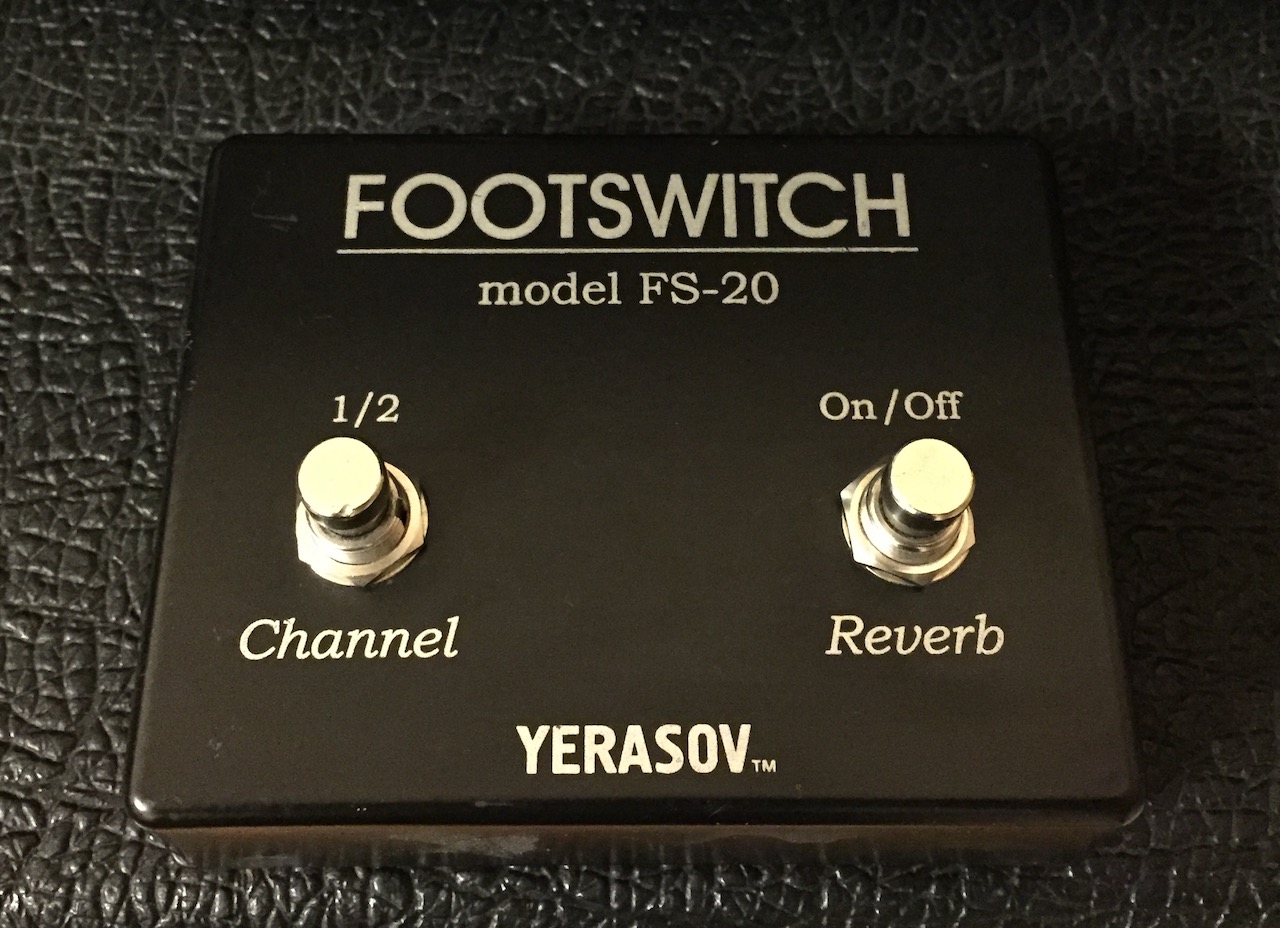 FOOTSWITCH
model FS-20
1/2 On/Off
Channel Reverb
YERASOV™